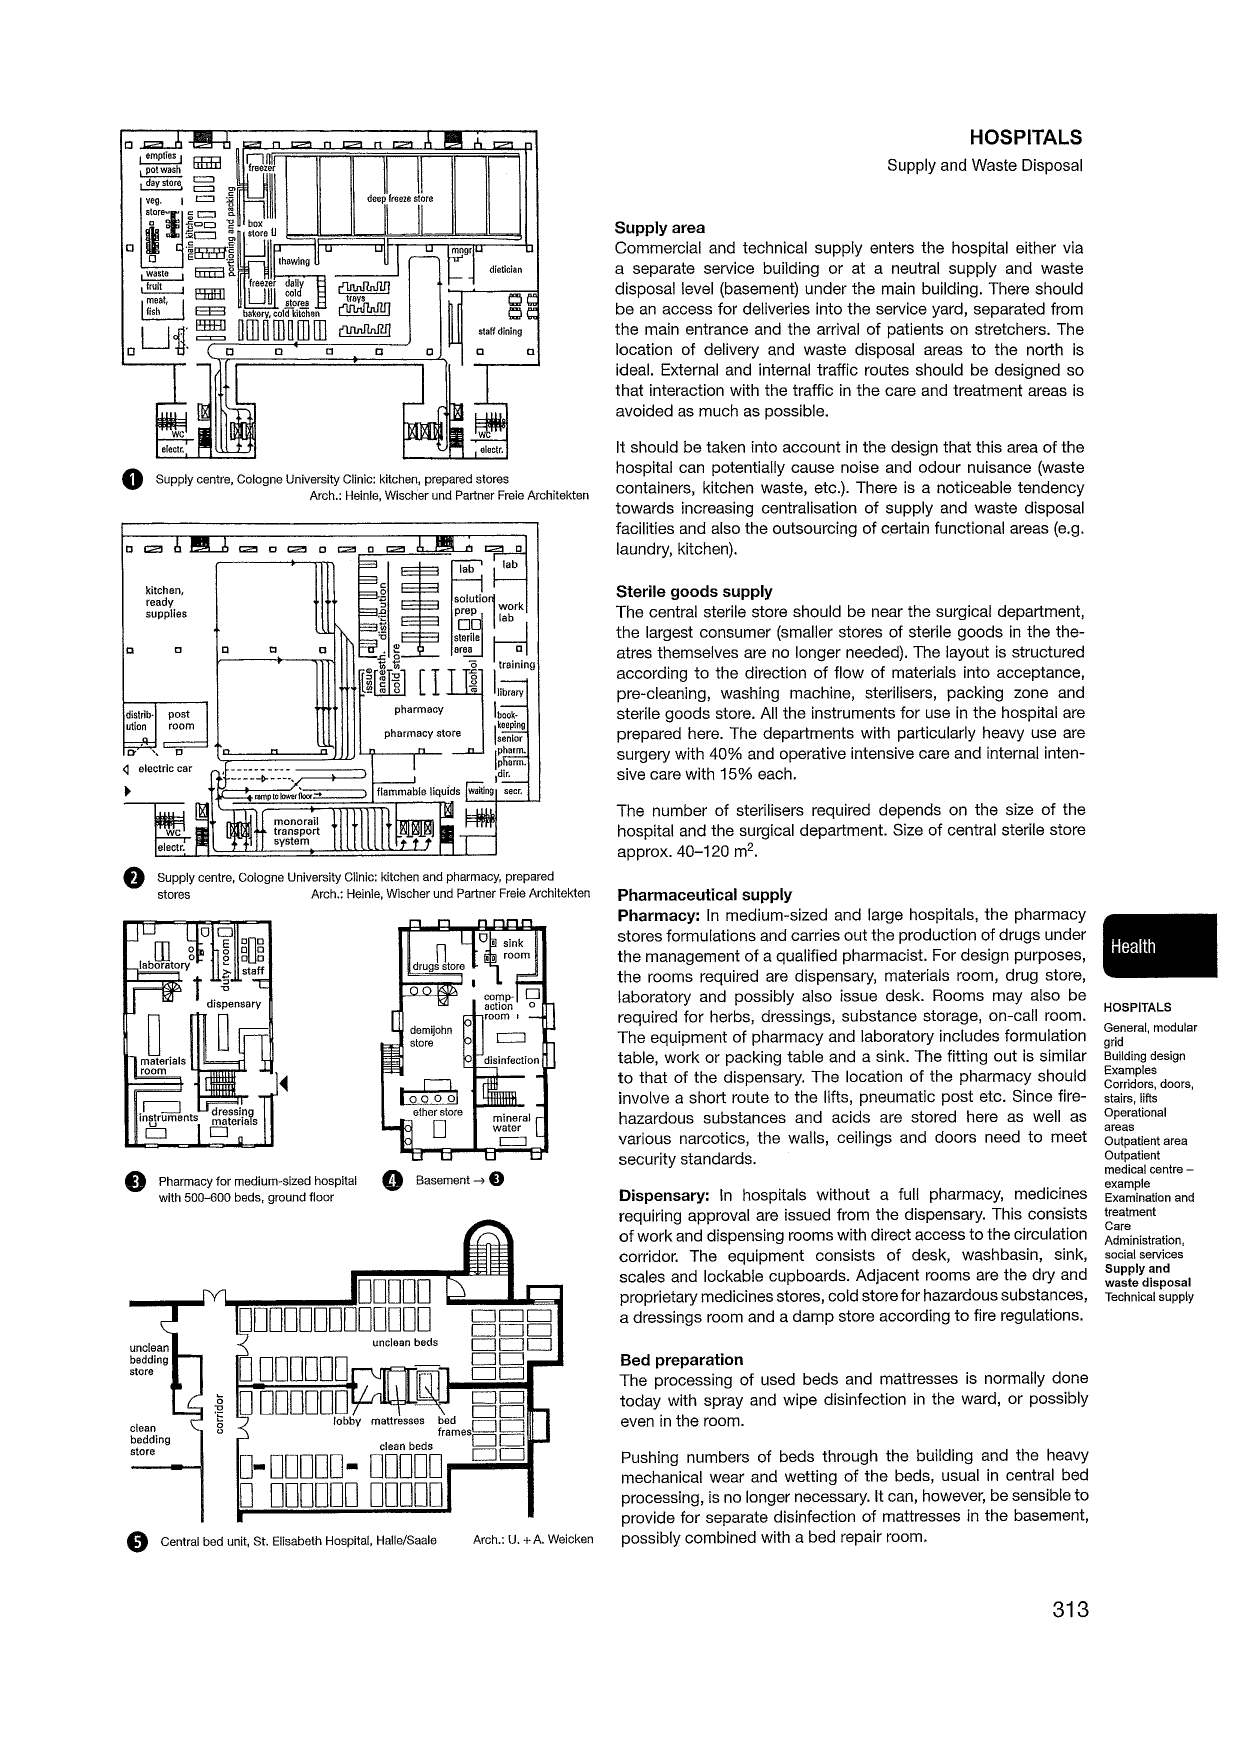 HOSPITALS
Supply and Waste Disposal
empties
pot wash
day store
veg.
store
waste
fruit
meat,
fish
main kitchen
portioning and packing
freezer
box
store U
freezer
thawing
daily
cold
stores
trays
bakery, cold kitchen
deep freeze store
mngr
dietician
staff dining
WC
electr.
WC
electr.
1 Supply centre, Cologne University Clinic: kitchen, prepared stores
Arch.: Heinle, Wischer und Partner Freie Architekten
kitchen,
ready
supplies
distrib-
ution
post
room
electric car
ramp to lower floor
monorail
transport
system
WC
electr.
issue
anaesth. distribution
cold store
lab
lab
solution
prep
work
lab
sterile
area
alcohol
training
library
pharmacy
pharmacy store
book-
keeping
senior
pharm.
pharm.
dir.
flammable liquids
waiting
secr.
WC
2 Supply centre, Cologne University Clinic: kitchen and pharmacy, prepared
stores Arch.: Heinle, Wischer und Partner Freie Architekten
laboratory
duty room
staff
dispensary
materials
room
instruments
dressing
materials
3 Pharmacy for medium-sized hospital
with 500–600 beds, ground floor
drugs store
sink
room
comp-
action
room
demijohn
store
disinfection
ether store
mineral
water
4 Basement → 3
unclean
bedding
store
clean
bedding
store
corridor
unclean beds
lobby
mattresses
bed
frames
clean beds
5 Central bed unit, St. Elisabeth Hospital, Halle/Saale Arch.: U. + A. Weicken
Supply area
Commercial and technical supply enters the hospital either via
a separate service building or at a neutral supply and waste
disposal level (basement) under the main building. There should
be an access for deliveries into the service yard, separated from
the main entrance and the arrival of patients on stretchers. The
location of delivery and waste disposal areas to the north is
ideal. External and internal traffic routes should be designed so
that interaction with the traffic in the care and treatment areas is
avoided as much as possible.
It should be taken into account in the design that this area of the
hospital can potentially cause noise and odour nuisance (waste
containers, kitchen waste, etc.). There is a noticeable tendency
towards increasing centralisation of supply and waste disposal
facilities and also the outsourcing of certain functional areas (e.g.
laundry, kitchen).
Sterile goods supply
The central sterile store should be near the surgical department,
the largest consumer (smaller stores of sterile goods in the the-
atres themselves are no longer needed). The layout is structured
according to the direction of flow of materials into acceptance,
pre-cleaning, washing machine, sterilisers, packing zone and
sterile goods store. All the instruments for use in the hospital are
prepared here. The departments with particularly heavy use are
surgery with 40% and operative intensive care and internal inten-
sive care with 15% each.
The number of sterilisers required depends on the size of the
hospital and the surgical department. Size of central sterile store
approx. 40–120 m².
Pharmaceutical supply
Pharmacy: In medium-sized and large hospitals, the pharmacy
stores formulations and carries out the production of drugs under
the management of a qualified pharmacist. For design purposes,
the rooms required are dispensary, materials room, drug store,
laboratory and possibly also issue desk. Rooms may also be
required for herbs, dressings, substance storage, on-call room.
The equipment of pharmacy and laboratory includes formulation
table, work or packing table and a sink. The fitting out is similar
to that of the dispensary. The location of the pharmacy should
involve a short route to the lifts, pneumatic post etc. Since fire-
hazardous substances and acids are stored here as well as
various narcotics, the walls, ceilings and doors need to meet
security standards.
Dispensary: In hospitals without a full pharmacy, medicines
requiring approval are issued from the dispensary. This consists
of work and dispensing rooms with direct access to the circulation
corridor. The equipment consists of desk, washbasin, sink,
scales and lockable cupboards. Adjacent rooms are the dry and
proprietary medicines stores, cold store for hazardous substances,
a dressings room and a damp store according to fire regulations.
Bed preparation
The processing of used beds and mattresses is normally done
today with spray and wipe disinfection in the ward, or possibly
even in the room.
Pushing numbers of beds through the building and the heavy
mechanical wear and wetting of the beds, usual in central bed
processing, is no longer necessary. It can, however, be sensible to
provide for separate disinfection of mattresses in the basement,
possibly combined with a bed repair room.
Health
HOSPITALS
General, modular
grid
Building design
Examples
Corridors, doors,
stairs, lifts
Operational
areas
Outpatient area
Outpatient
medical centre –
example
Examination and
treatment
Care
Administration,
social services
Supply and
waste disposal
Technical supply
313